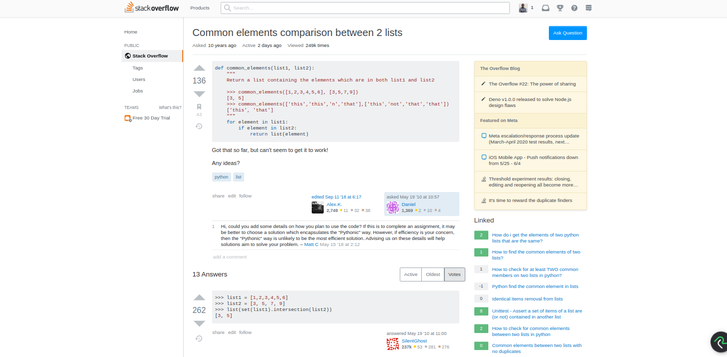 stackoverflow
Products
Search...
1
Home
PUBLIC
Stack Overflow
Tags
Users
Jobs
TEAMS What's this?
Free 30 Day Trial
Common elements comparison between 2 lists
Ask Question
Asked 10 years ago Active 2 days ago Viewed 249k times
136
def common_elements(list1, list2):
"""
Return a list containing the elements which are in both list1 and list2
>>> common_elements([1,2,3,4,5,6], [3,5,7,9])
[3, 5]
>>> common_elements(['this','this','n','that'],['this','not','that','that'])
['this', 'that']
"""
for element in list1:
if element in list2:
return list(element)
Got that so far, but can't seem to get it to work!
Any ideas?
python list
share edit follow
edited Sep 11 '18 at 6:17
Alex.K.
asked May 19 '10 at 10:57
Daniel
1 Hi, could you add some details on how you plan to use the code? If this is to complete an assignment, it may
be better to choose a solution which encapsulates the "Pythonic" way. However, if efficiency is your concern,
then the "Pythonic" way is unlikely to be the most efficient solution. Advising us on these details will help
solutions aim to solve your problem. – Matt C May 15 '16 at 2:12
add a comment
13 Answers
Active Oldest Votes
262
>>> list1 = [1,2,3,4,5,6]
>>> list2 = [3, 5, 7, 9]
>>> list(set(list1).intersection(list2))
[3, 5]
share edit follow
answered May 19 '10 at 11:00
SilentGhost
The Overflow Blog
The Overflow #22: The power of sharing
Demo v1.0.0 released to solve Node.js
design flaws
Featured on Meta
Meta escalation/response process update
(March-April 2020 test results, next…
iOS Mobile App - Push notifications down
from 5/25 - 6/4
Threshold experiment results: closing,
editing and reopening all become more…
It's time to reward the duplicate finders
Linked
2 How do i get the elements of two python
lists that are the same?
1 How to find the common elements of two
lists?
1 How to check for at least TWO common
members on two lists in python?
-1 Python find the common element in lists
0 Identical items removal from lists
Unittest - Assert a set of items of a list are
(or not) contained in another list
2 How to check for common elements
between two lists in python
Common elements between two lists with
no duplicates